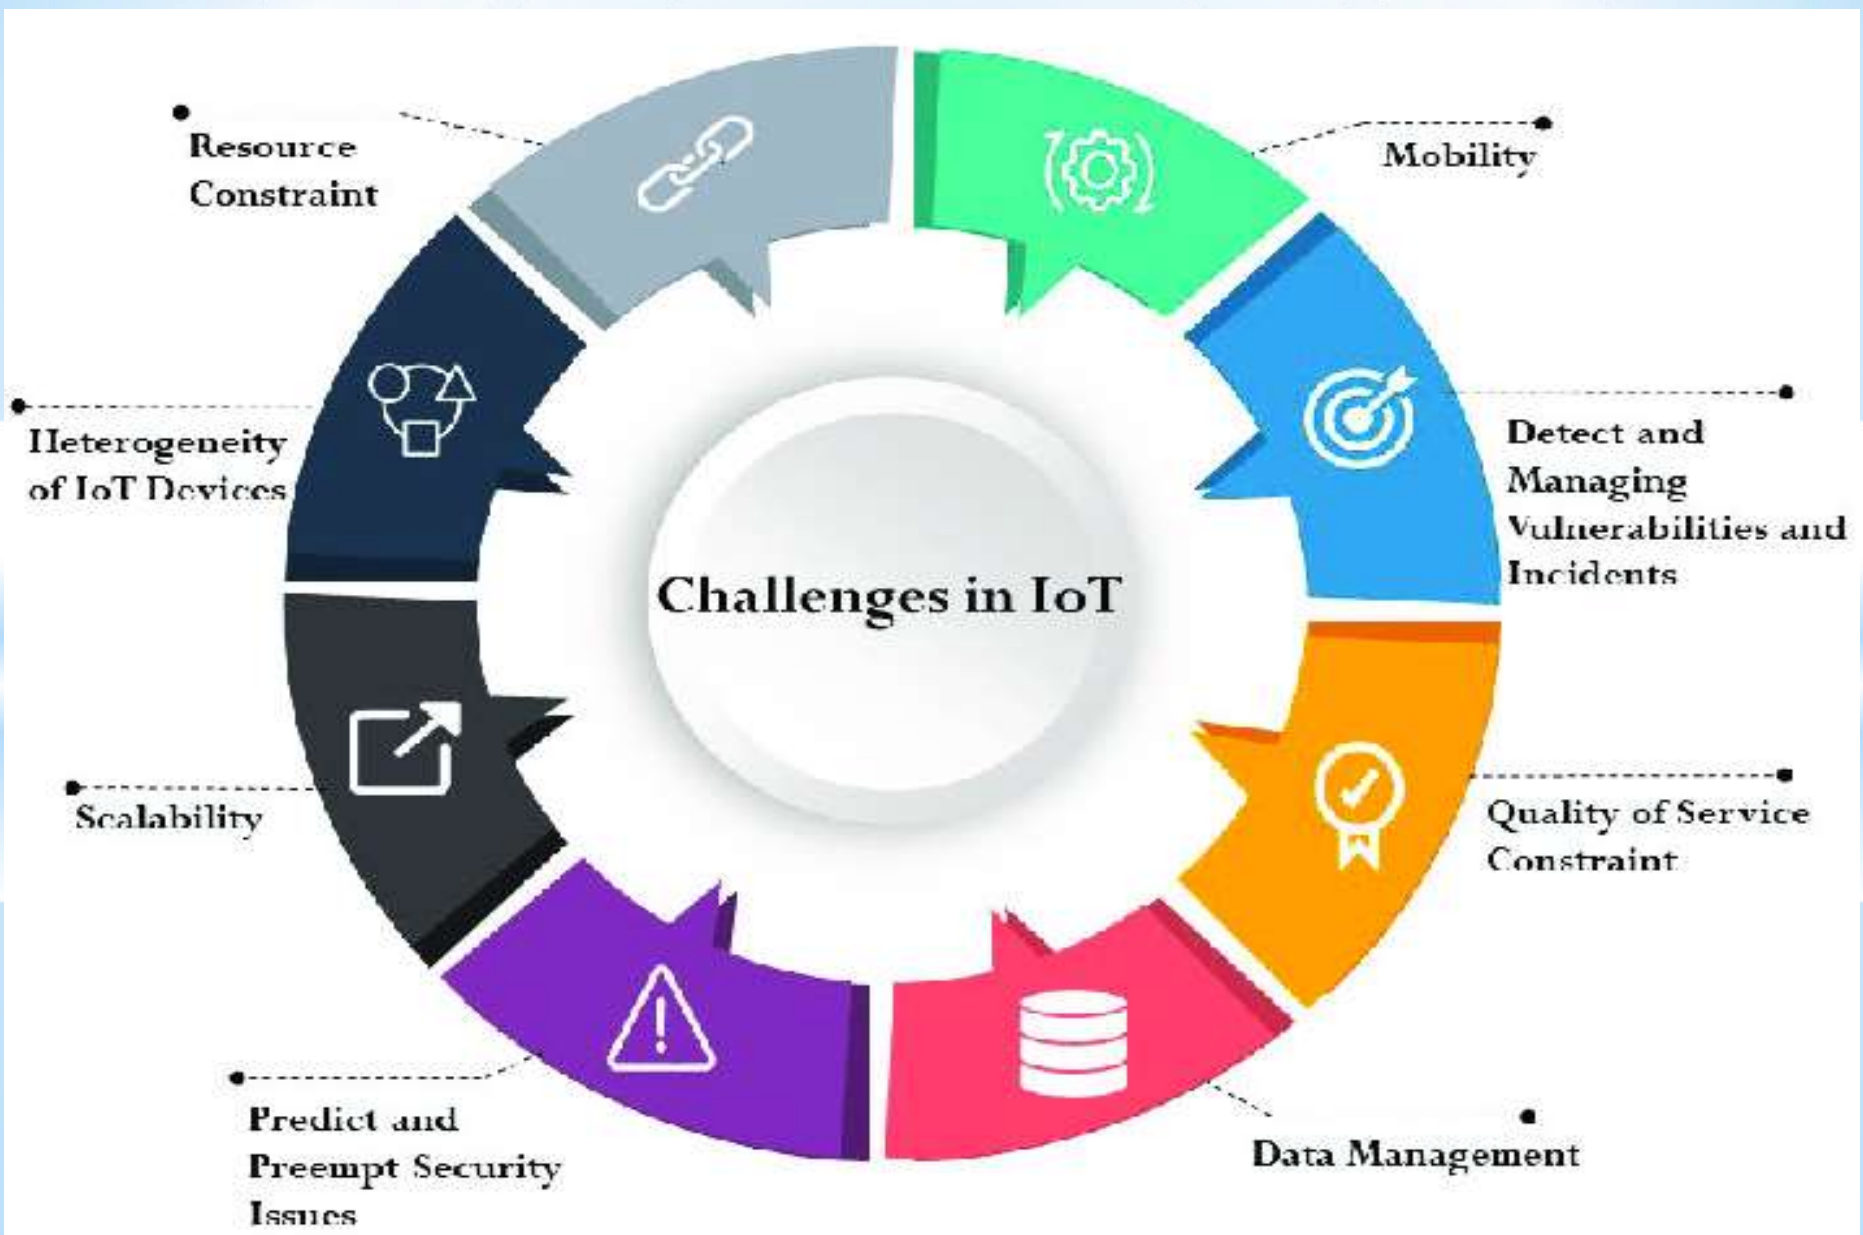 Challenges in IoT
Mobility
Detect and
Managing
Vulnerabilities and
Incidents
Quality of Service
Constraint
Data Management
Predict and
Preempt Security
Issues
Scalability
Heterogeneity
of IoT Devices
Resource
Constraint